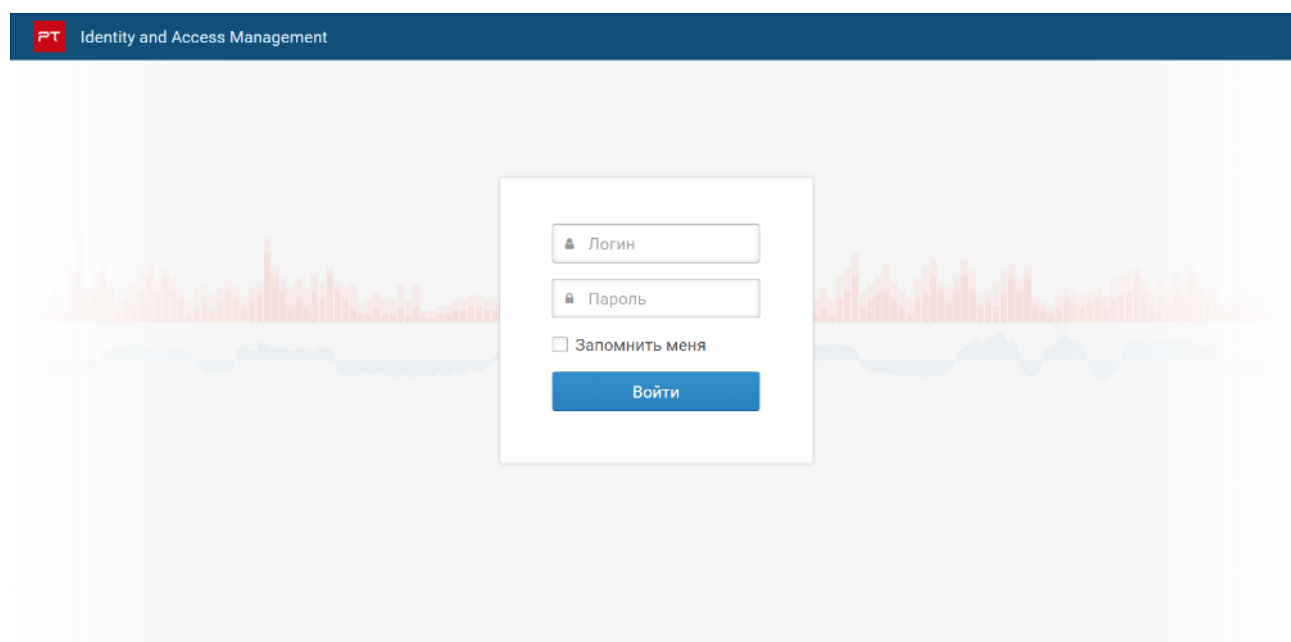 PT Identity and Access Management
Логин
Пароль
Запомнить меня
Войти